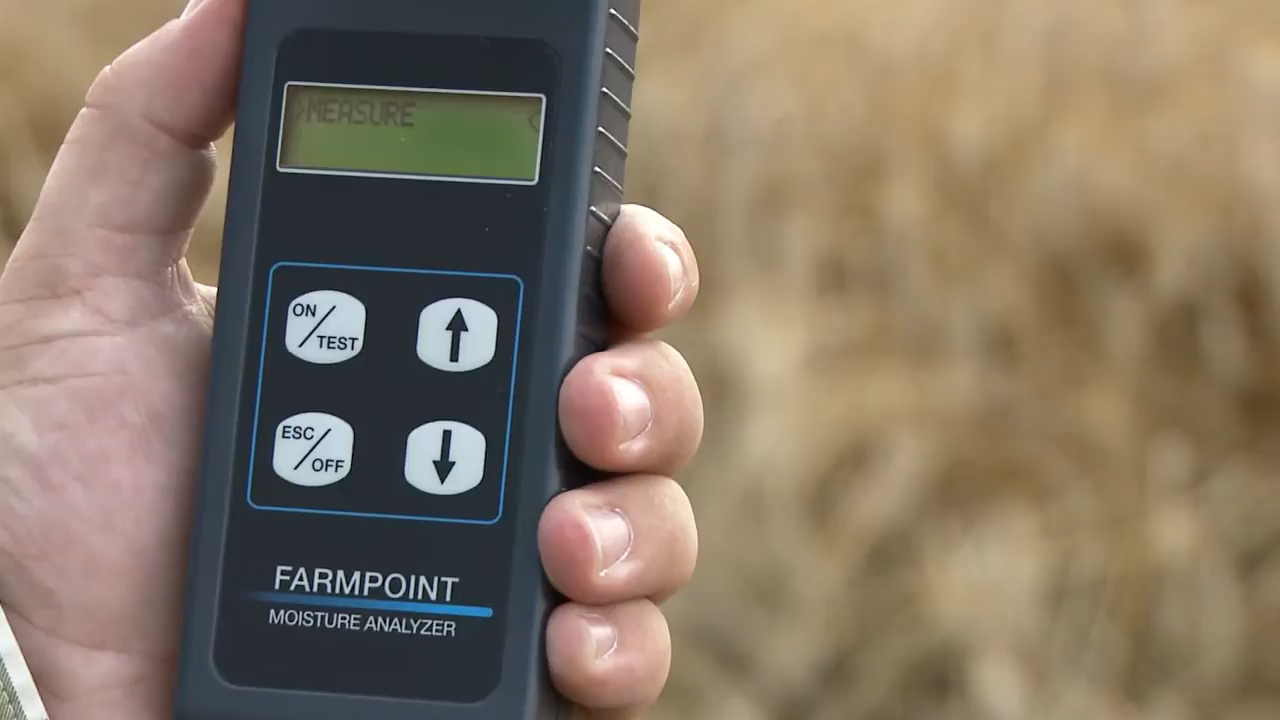 >MEASURE <
ON/TEST
ESC/OFF
FARMPOINT
MOISTURE ANALYZER